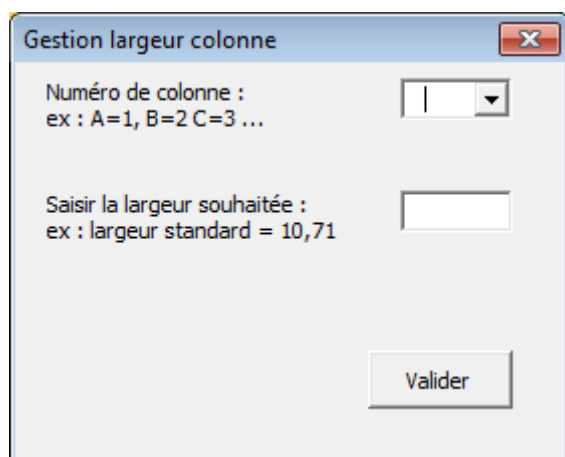 Gestion largeur colonne
Numéro de colonne :
ex : A=1, B=2 C=3 ...
Saisir la largeur souhaitée :
ex : largeur standard = 10,71
Valider